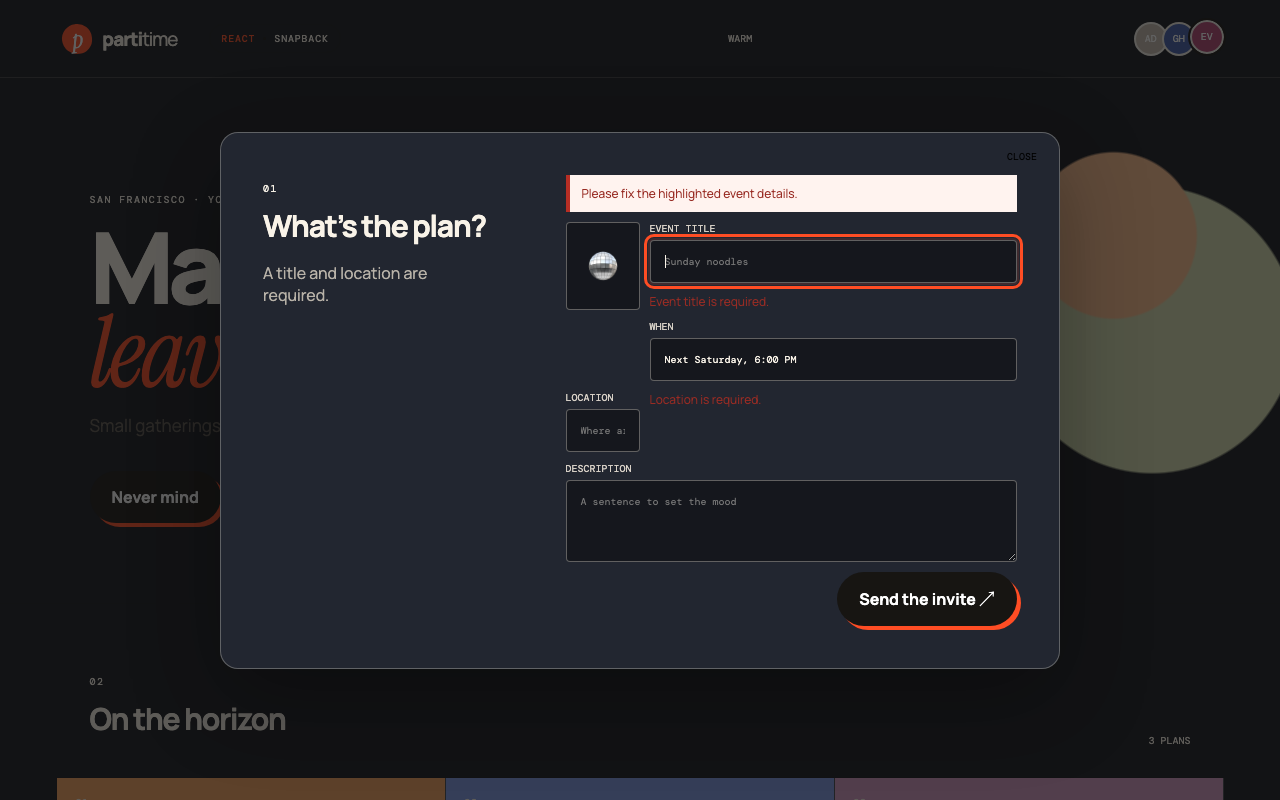 p partitime REACT SNAPBACK WARM AD GH EV
CLOSE
01
What's the plan?
A title and location are
required.
Please fix the highlighted event details.
EVENT TITLE
Sunday noodles
Event title is required.
WHEN
Next Saturday, 6:00 PM
Location is required.
LOCATION
Where
DESCRIPTION
A sentence to set the mood
Send the invite ↗
SAN FRANCISCO ·
Ma
leav
Small gatherings
Never mind
02
On the horizon
3 PLANS